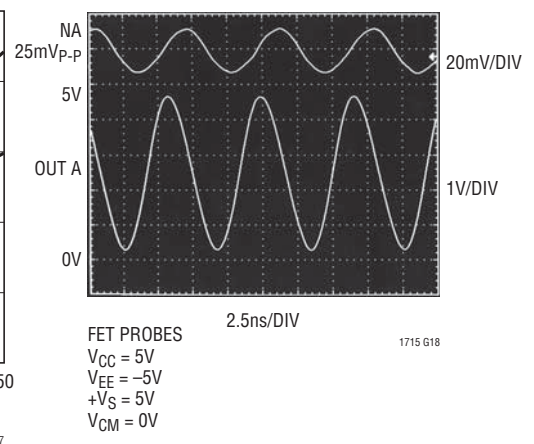 NA
25mVP-P
20mV/DIV
5V
OUT A
1V/DIV
0V
2.5ns/DIV
1715 G18
FET PROBES
VCC = 5V
VEE = –5V
+VS = 5V
VCM = 0V
50
7